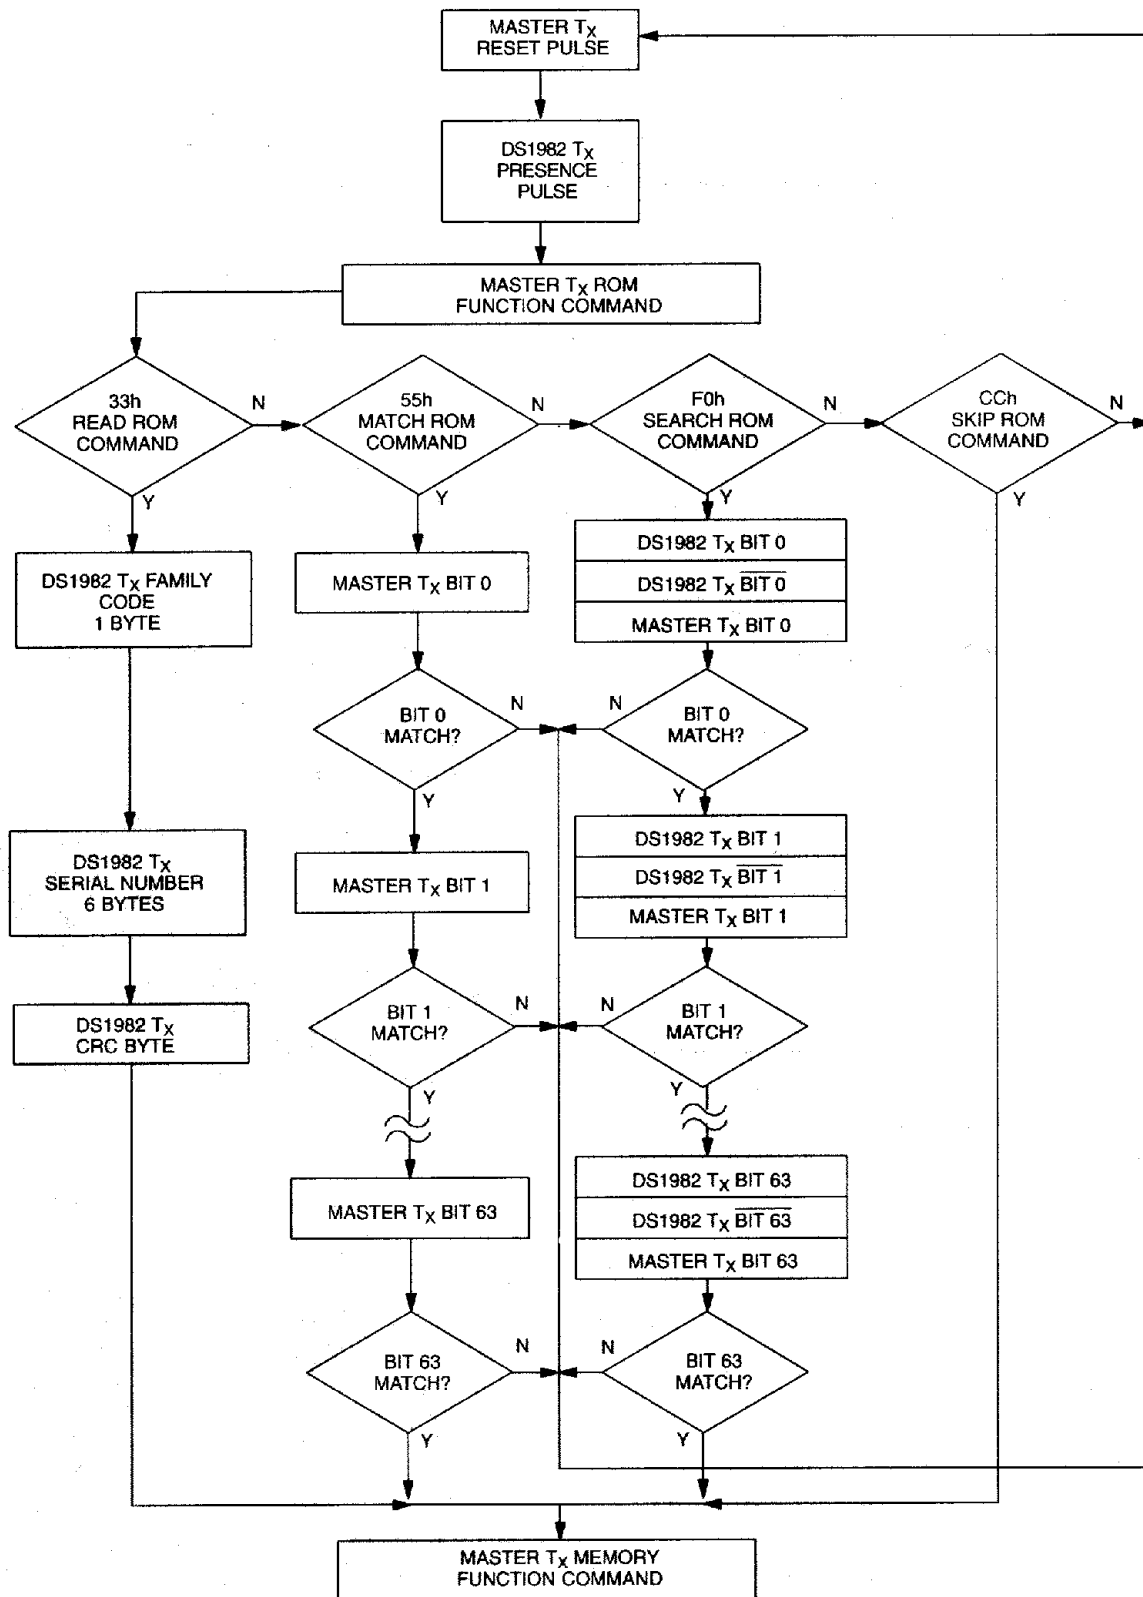 MASTER TX
RESET PULSE
DS1982 TX
PRESENCE
PULSE
MASTER TX ROM
FUNCTION COMMAND
33h
READ ROM
COMMAND
N
Y
55h
MATCH ROM
COMMAND
N
Y
F0h
SEARCH ROM
COMMAND
N
Y
CCh
SKIP ROM
COMMAND
N
Y
DS1982 TX FAMILY
CODE
1 BYTE
DS1982 TX
SERIAL NUMBER
6 BYTES
DS1982 TX
CRC BYTE
MASTER TX BIT 0
BIT 0
MATCH?
N
Y
MASTER TX BIT 1
BIT 1
MATCH?
N
Y
MASTER TX BIT 63
BIT 63
MATCH?
N
Y
DS1982 TX BIT 0
DS1982 TX B̅I̅T̅ ̅0̅
MASTER TX BIT 0
BIT 0
MATCH?
N
Y
DS1982 TX BIT 1
DS1982 TX B̅I̅T̅ ̅1̅
MASTER TX BIT 1
BIT 1
MATCH?
N
Y
DS1982 TX BIT 63
DS1982 TX B̅I̅T̅ ̅6̅3̅
MASTER TX BIT 63
BIT 63
MATCH?
N
Y
MASTER TX MEMORY
FUNCTION COMMAND